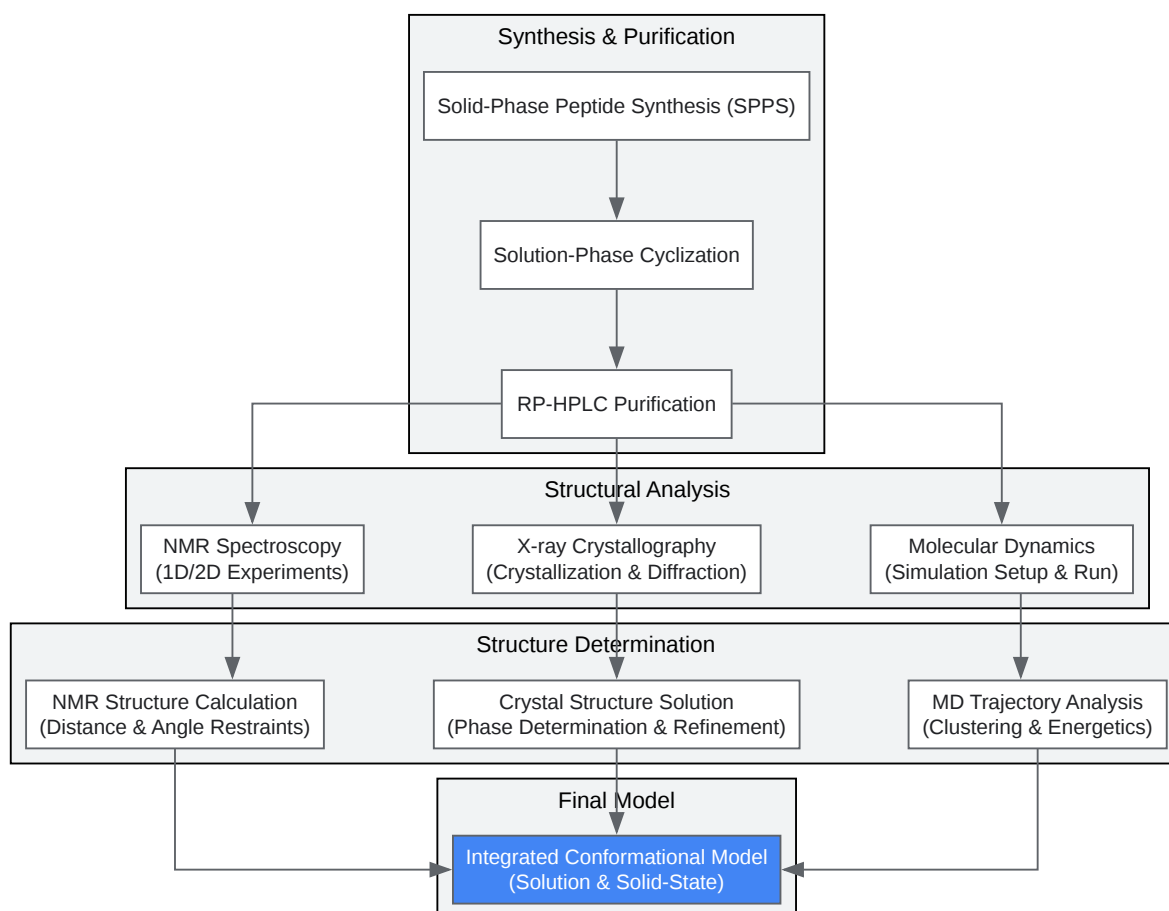 Synthesis & Purification
Solid-Phase Peptide Synthesis (SPPS)
Solution-Phase Cyclization
RP-HPLC Purification
Structural Analysis
NMR Spectroscopy
(1D/2D Experiments)
X-ray Crystallography
(Crystallization & Diffraction)
Molecular Dynamics
(Simulation Setup & Run)
Structure Determination
NMR Structure Calculation
(Distance & Angle Restraints)
Crystal Structure Solution
(Phase Determination & Refinement)
MD Trajectory Analysis
(Clustering & Energetics)
Final Model
Integrated Conformational Model
(Solution & Solid-State)